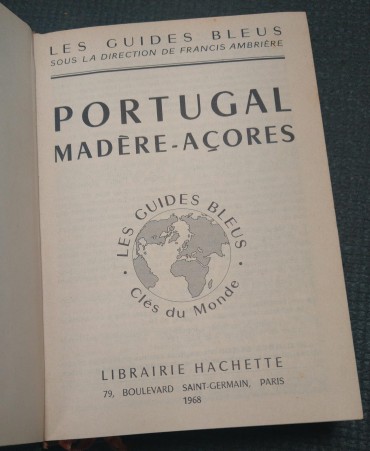 LES GUIDES BLEUS
SOUS LA DIRECTION DE FRANCIS AMBRIÈRE
PORTUGAL
MADÈRE-AÇORES
• LES GUIDES BLEUS •
Clés du Monde
LIBRAIRIE HACHETTE
79, BOULEVARD SAINT-GERMAIN, PARIS
1968